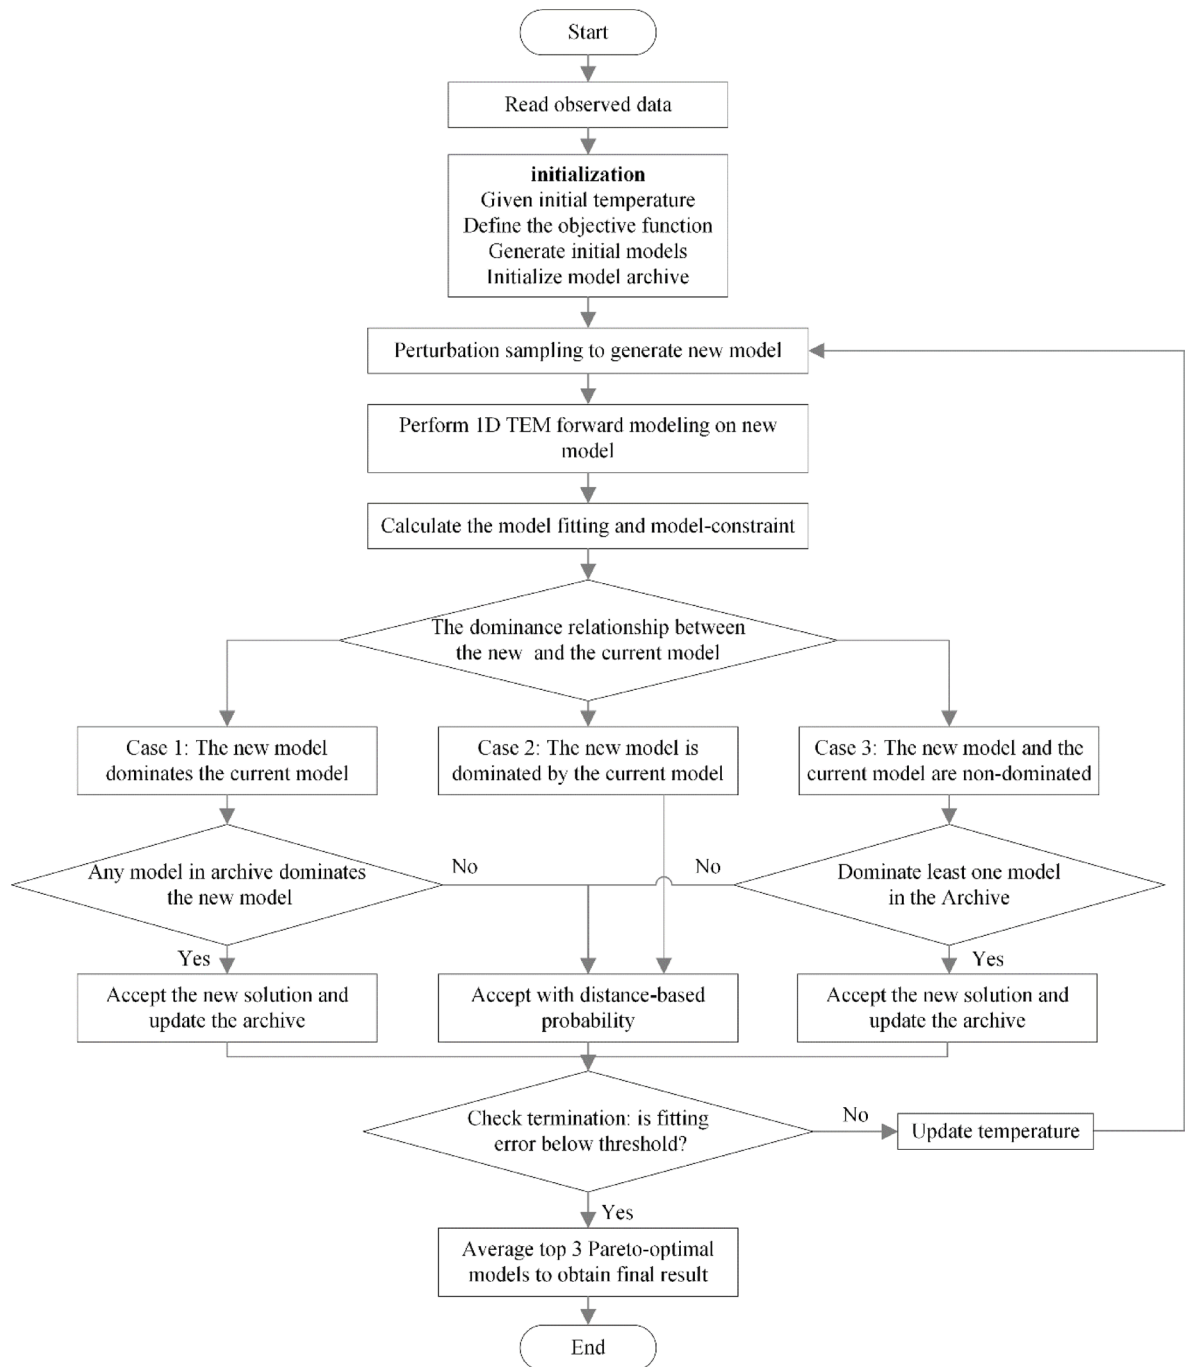 Start
Read observed data
initialization
Given initial temperature
Define the objective function
Generate initial models
Initialize model archive
Perturbation sampling to generate new model
Perform 1D TEM forward modeling on new
model
Calculate the model fitting and model-constraint
The dominance relationship between
the new and the current model
Case 1: The new model
dominates the current model
Case 2: The new model is
dominated by the current model
Case 3: The new model and the
current model are non-dominated
Any model in archive dominates
the new model
No
No
Dominate least one model
in the Archive
Yes
Yes
Accept the new solution and
update the archive
Accept with distance-based
probability
Accept the new solution and
update the archive
Check termination: is fitting
error below threshold?
No
Update temperature
Yes
Average top 3 Pareto-optimal
models to obtain final result
End